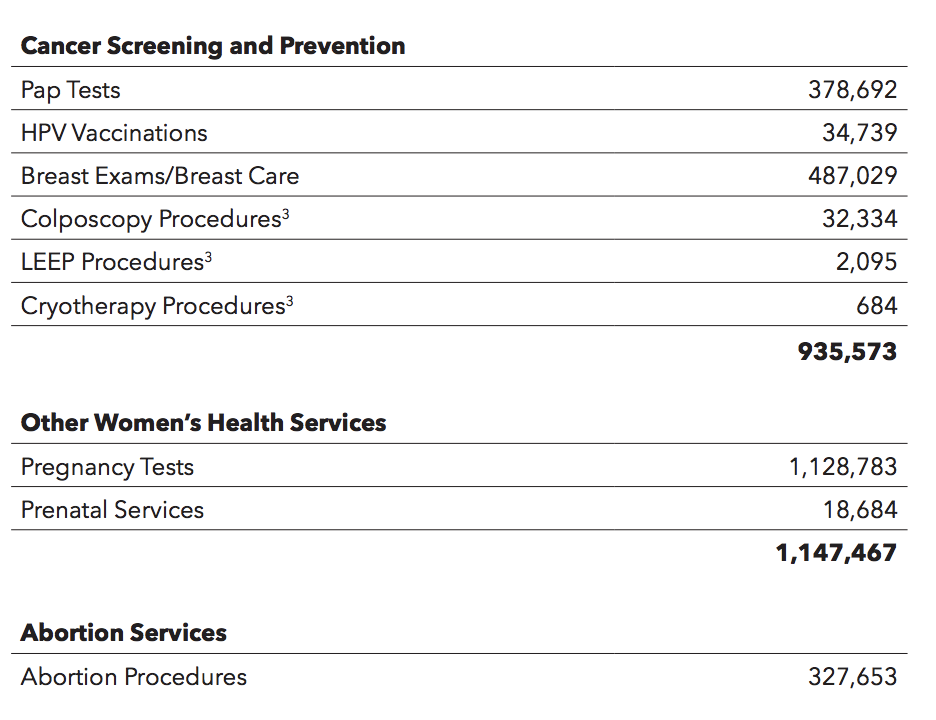 Cancer Screening and Prevention
Pap Tests 378,692
HPV Vaccinations 34,739
Breast Exams/Breast Care 487,029
Colposcopy Procedures³ 32,334
LEEP Procedures³ 2,095
Cryotherapy Procedures³ 684
935,573
Other Women’s Health Services
Pregnancy Tests 1,128,783
Prenatal Services 18,684
1,147,467
Abortion Services
Abortion Procedures 327,653